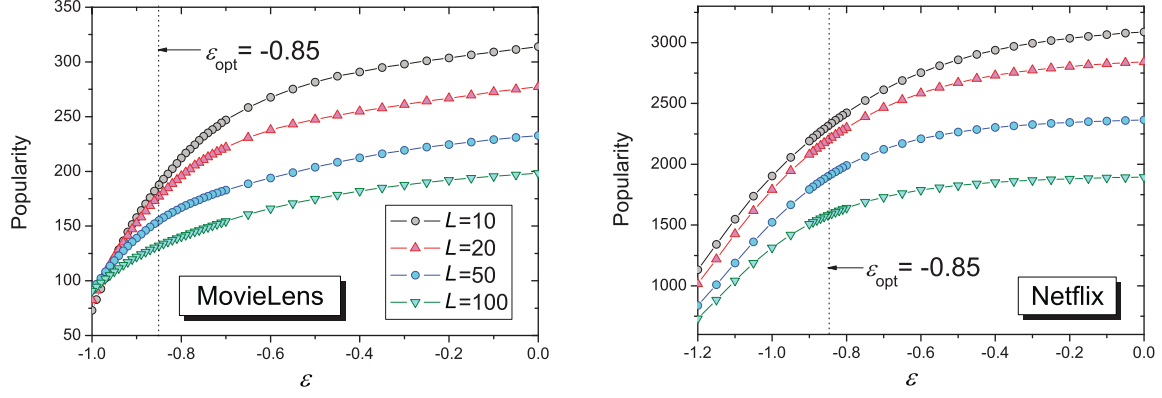 350
300
250
200
150
100
50
Popularity
εopt = -0.85
L=10
L=20
L=50
L=100
MovieLens
-1.0 -0.8 -0.6 -0.4 -0.2 0.0
ε
3000
2500
2000
1500
1000
Popularity
εopt = -0.85
Netflix
-1.2 -1.0 -0.8 -0.6 -0.4 -0.2 0.0
ε